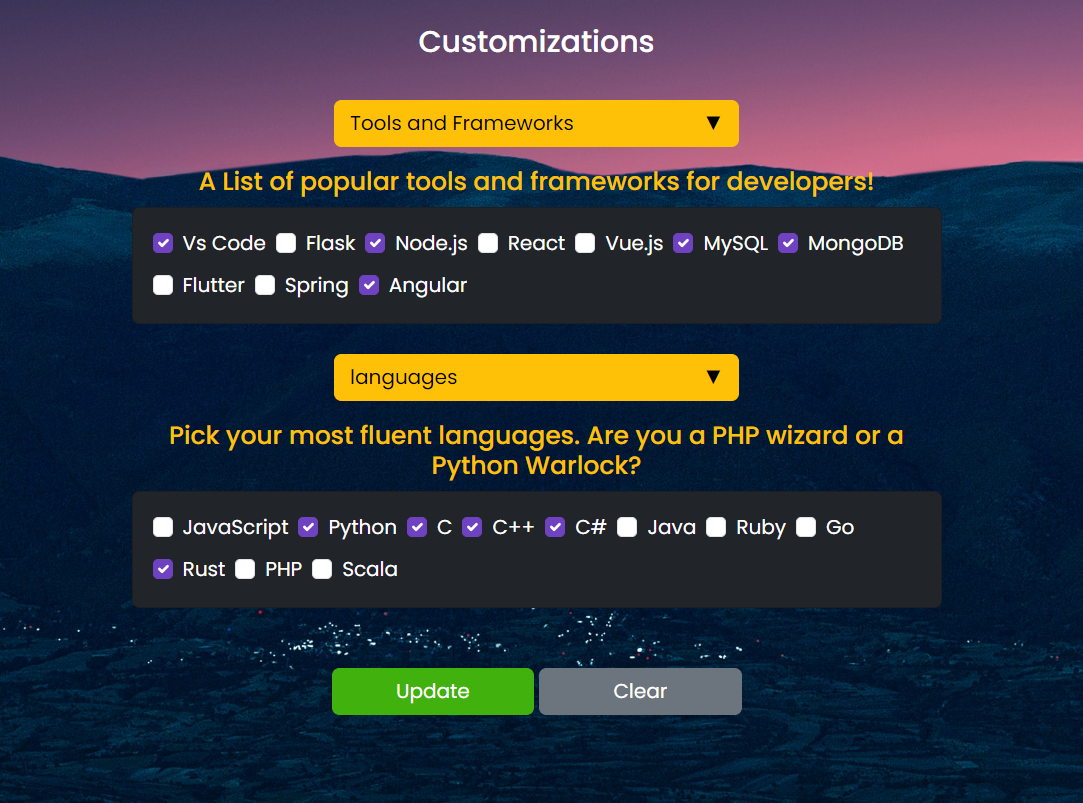 Customizations
Tools and Frameworks ▼
A List of popular tools and frameworks for developers!
Vs Code Flask Node.js React Vue.js MySQL MongoDB
Flutter Spring Angular
languages ▼
Pick your most fluent languages. Are you a PHP wizard or a
Python Warlock?
JavaScript Python C C++ C# Java Ruby Go
Rust PHP Scala
Update Clear